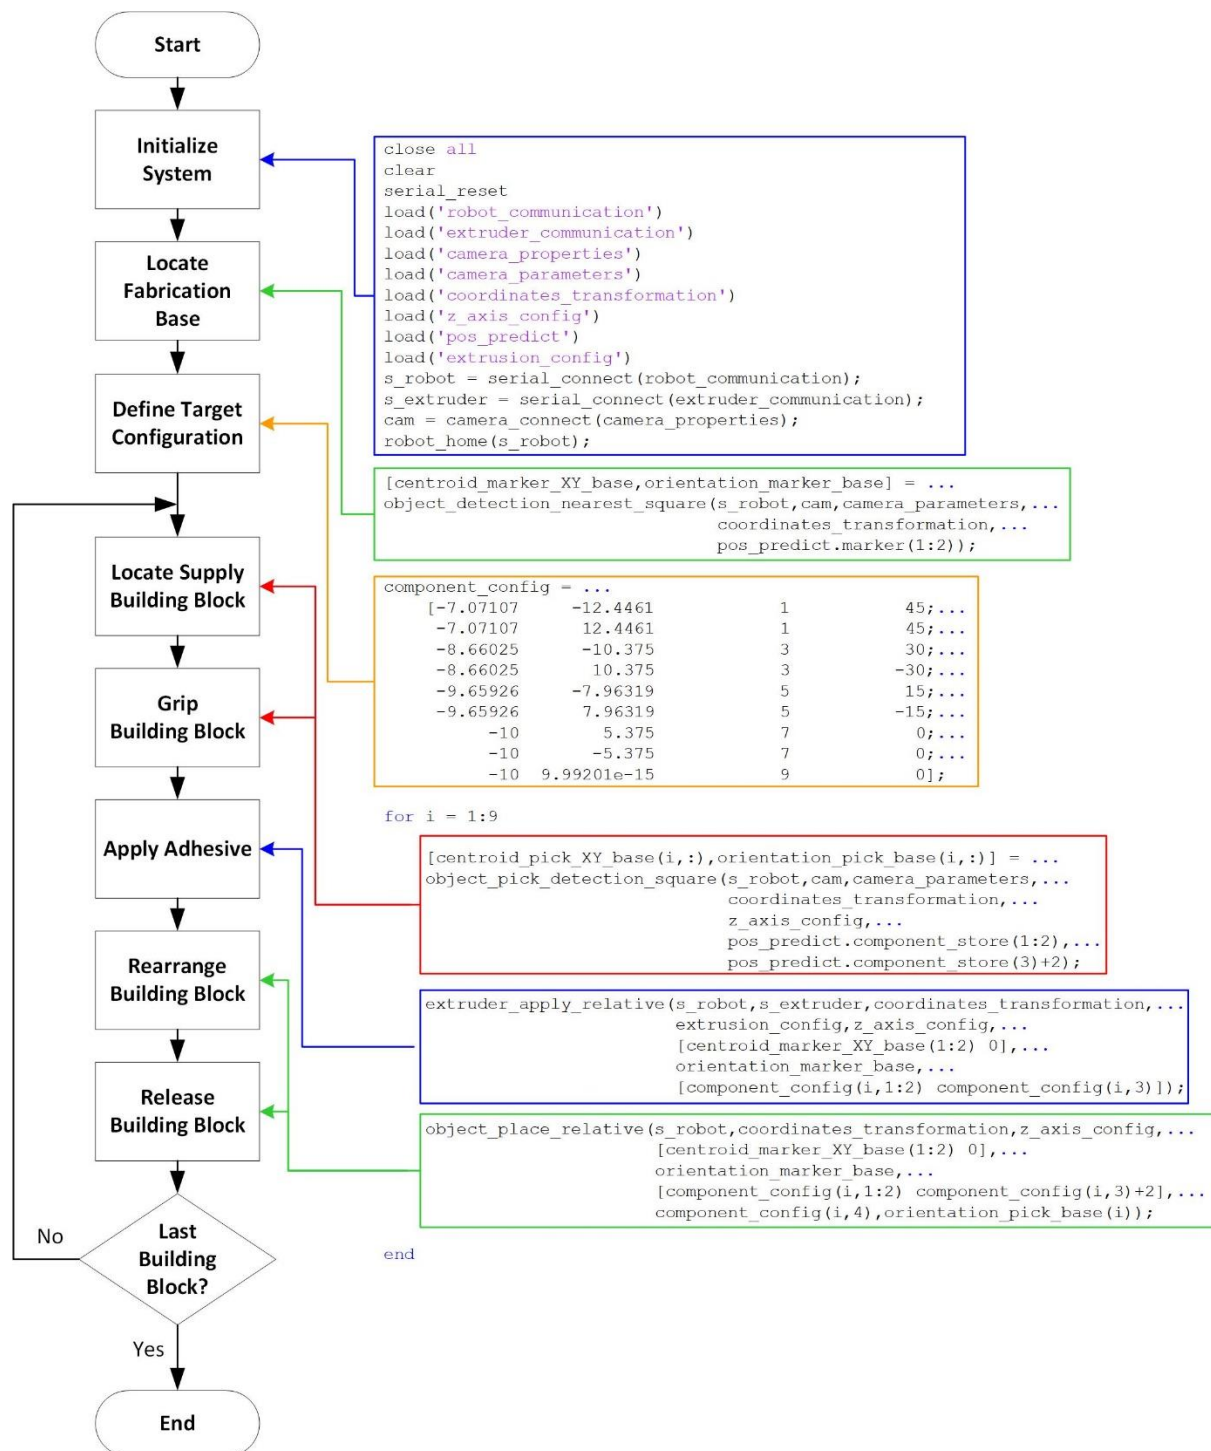 Start
Initialize
System
Locate
Fabrication
Base
Define Target
Configuration
Locate Supply
Building Block
Grip
Building Block
Apply Adhesive
Rearrange
Building Block
Release
Building Block
Last
Building
Block?
No
Yes
End
close all
clear
serial_reset
load('robot_communication')
load('extruder_communication')
load('camera_properties')
load('camera_parameters')
load('coordinates_transformation')
load('z_axis_config')
load('pos_predict')
load('extrusion_config')
s_robot = serial_connect(robot_communication);
s_extruder = serial_connect(extruder_communication);
cam = camera_connect(camera_properties);
robot_home(s_robot);
[centroid_marker_XY_base,orientation_marker_base] = ...
object_detection_nearest_square(s_robot,cam,camera_parameters,...
coordinates_transformation,...
pos_predict.marker(1:2));
component_config = ...
[-7.07107 -12.4461 1 45;...
-7.07107 12.4461 1 45;...
-8.66025 -10.375 3 30;...
-8.66025 10.375 3 -30;...
-9.65926 -7.96319 5 15;...
-9.65926 7.96319 5 -15;...
-10 5.375 7 0;...
-10 -5.375 7 0;...
-10 9.99201e-15 9 0];
for i = 1:9
[centroid_pick_XY_base(i,:),orientation_pick_base(i,:)] = ...
object_pick_detection_square(s_robot,cam,camera_parameters,...
coordinates_transformation,...
z_axis_config,...
pos_predict.component_store(1:2),...
pos_predict.component_store(3)+2);
extruder_apply_relative(s_robot,s_extruder,coordinates_transformation,...
extrusion_config,z_axis_config,...
[centroid_marker_XY_base(1:2) 0],...
orientation_marker_base,...
[component_config(i,1:2) component_config(i,3)]);
object_place_relative(s_robot,coordinates_transformation,z_axis_config,...
[centroid_marker_XY_base(1:2) 0],...
orientation_marker_base,...
[component_config(i,1:2) component_config(i,3)+2],...
component_config(i,4),orientation_pick_base(i));
end